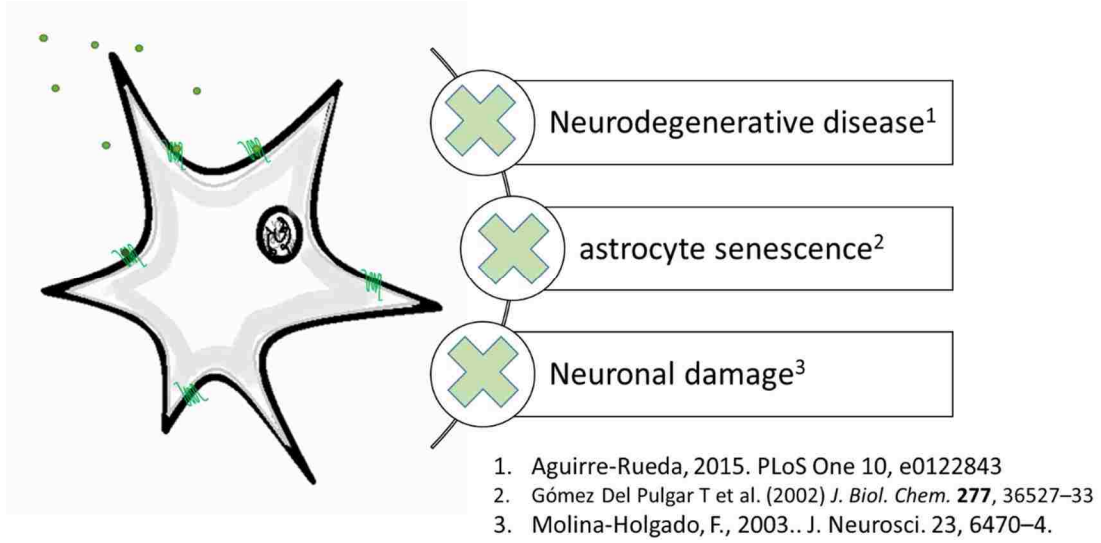 Neurodegenerative disease¹
astrocyte senescence²
Neuronal damage³
1. Aguirre-Rueda, 2015. PLoS One 10, e0122843
2. Gómez Del Pulgar T et al. (2002) J. Biol. Chem. 277, 36527–33
3. Molina-Holgado, F., 2003.. J. Neurosci. 23, 6470–4.